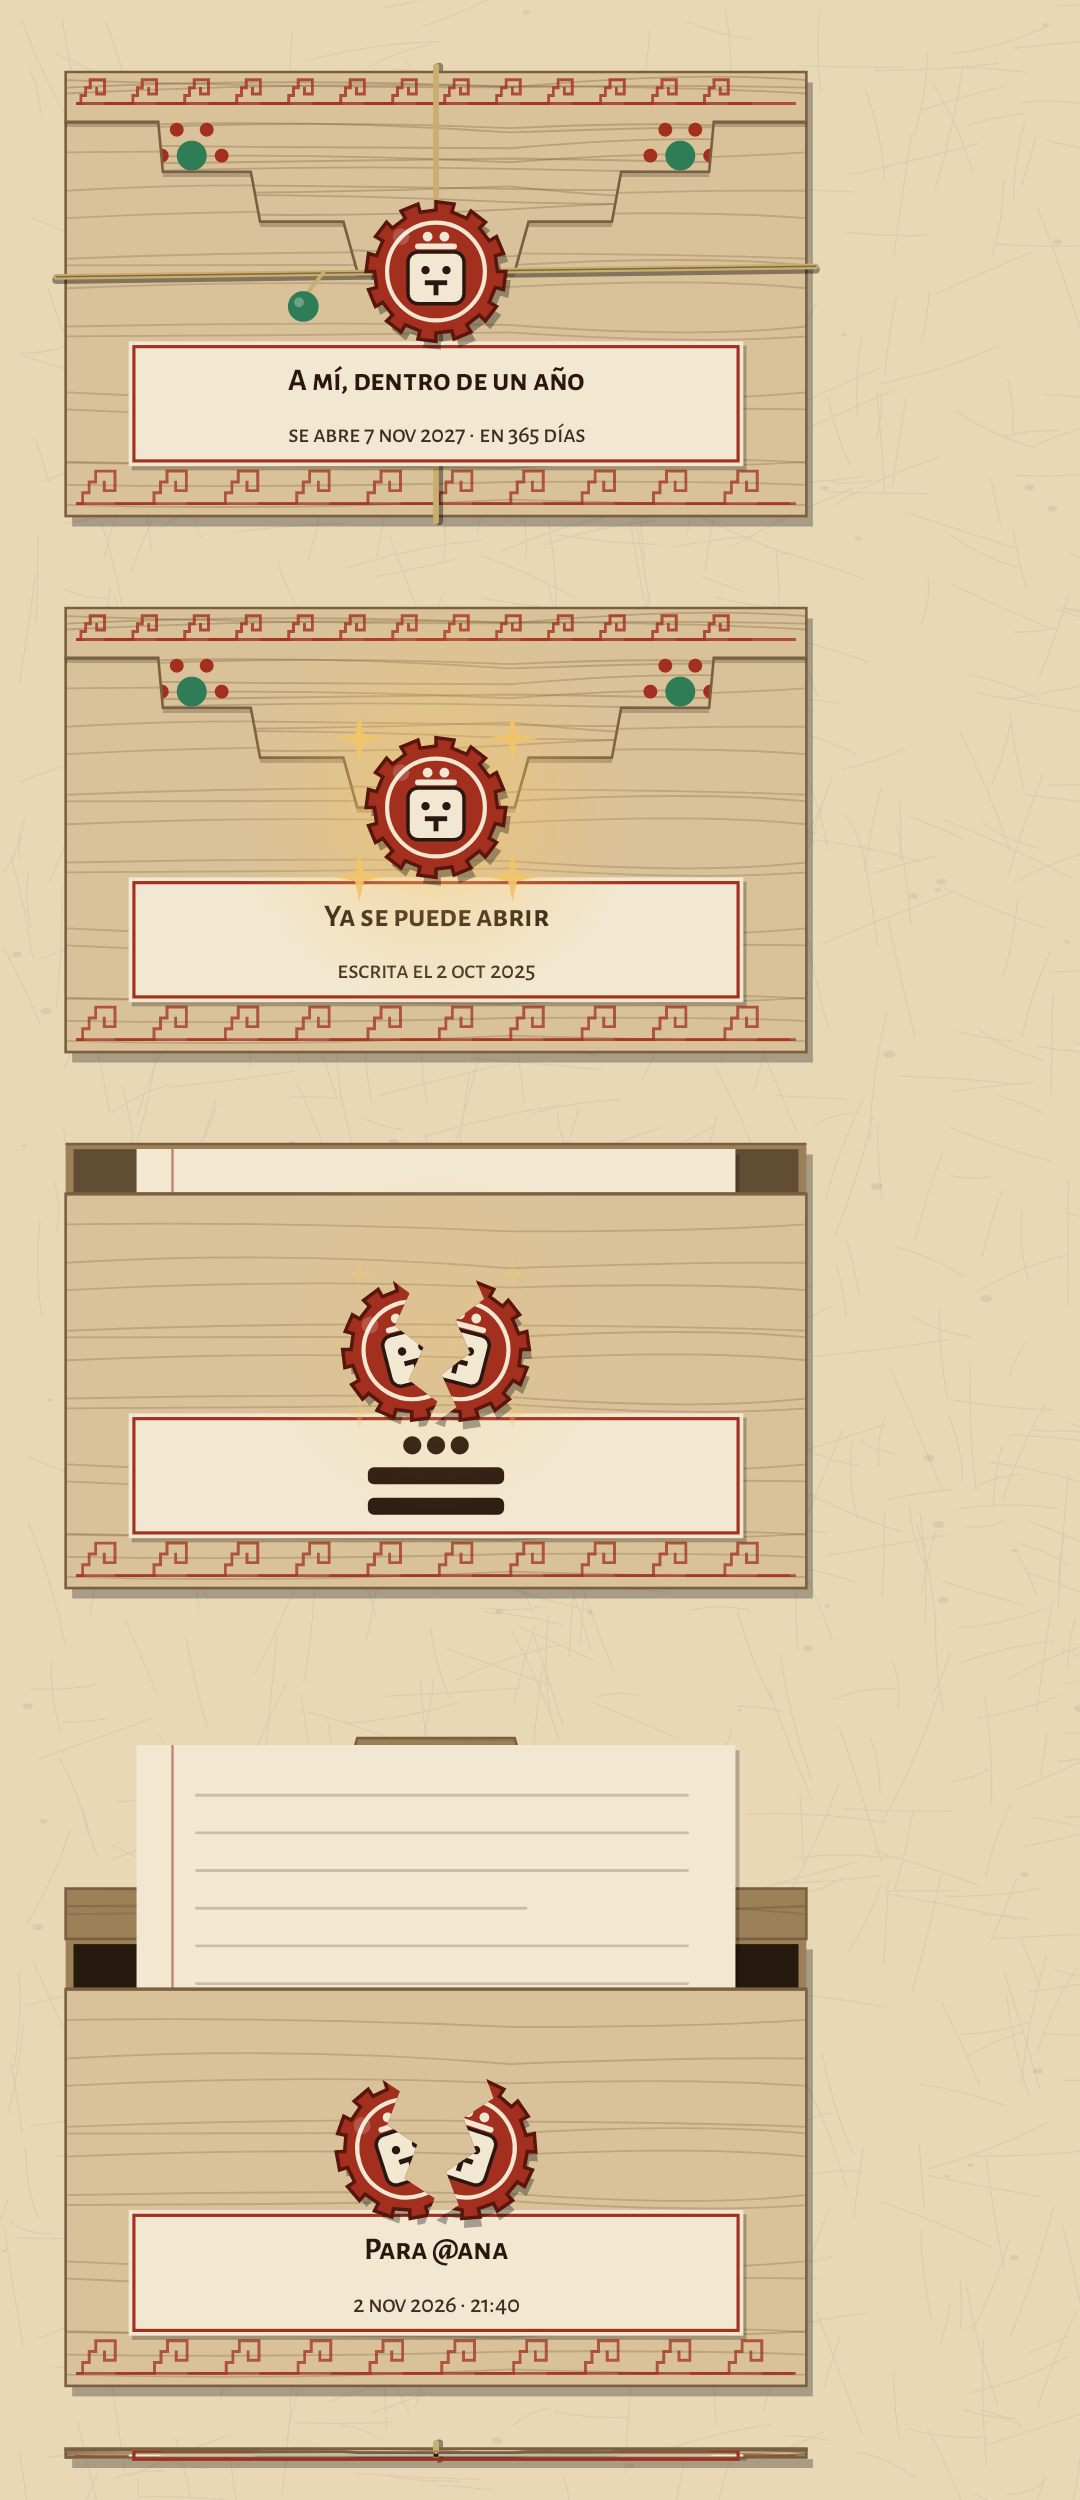 A mí, dentro de un año
se abre 7 nov 2027 · en 365 días
Ya se puede abrir
escrita el 2 oct 2025
Para @ana
2 nov 2026 · 21:40